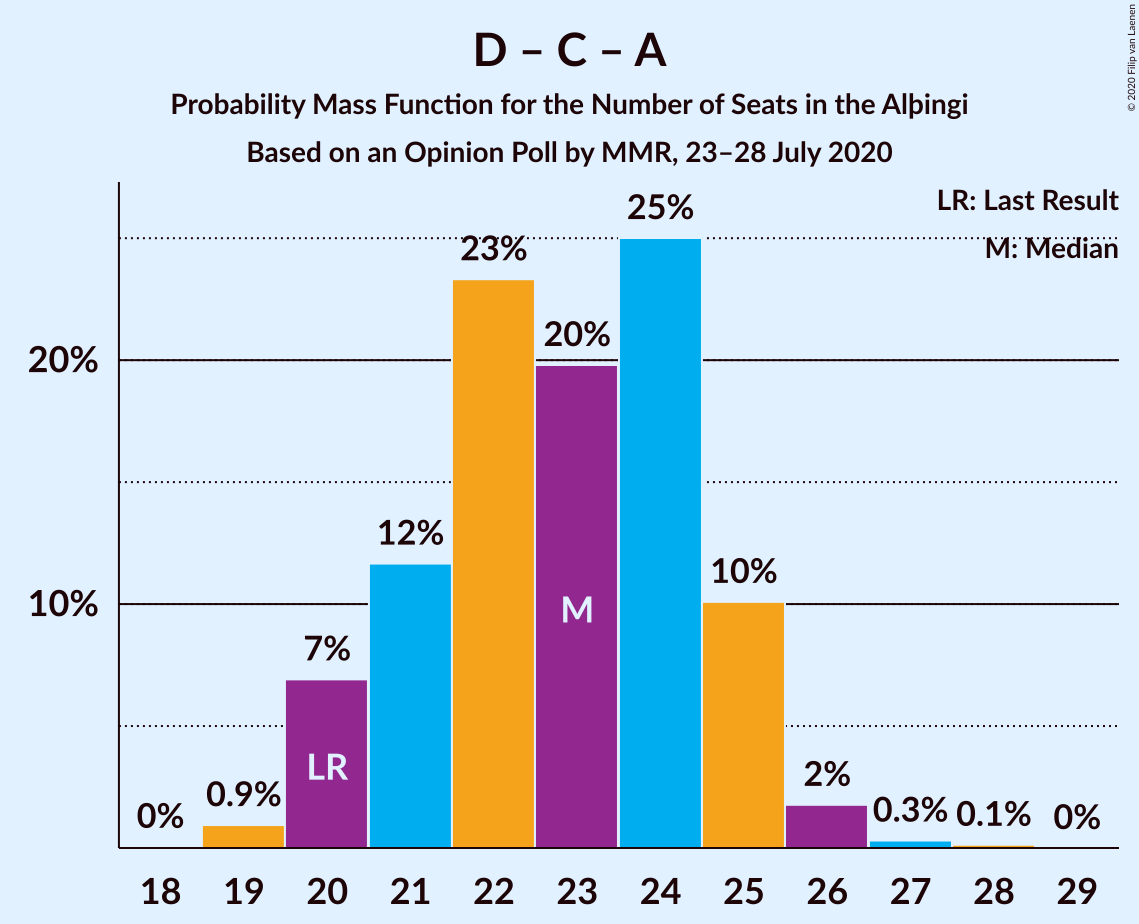 D – C – A
Probability Mass Function for the Number of Seats in the Alþingi
Based on an Opinion Poll by MMR, 23–28 July 2020
© 2020 Filip van Laenen
LR: Last Result
M: Median
25%
23%
20%
20%
12%
10%
10%
7%
M
LR
2%
0.9%
0.3%
0.1%
0%
0%
18 19 20 21 22 23 24 25 26 27 28 29